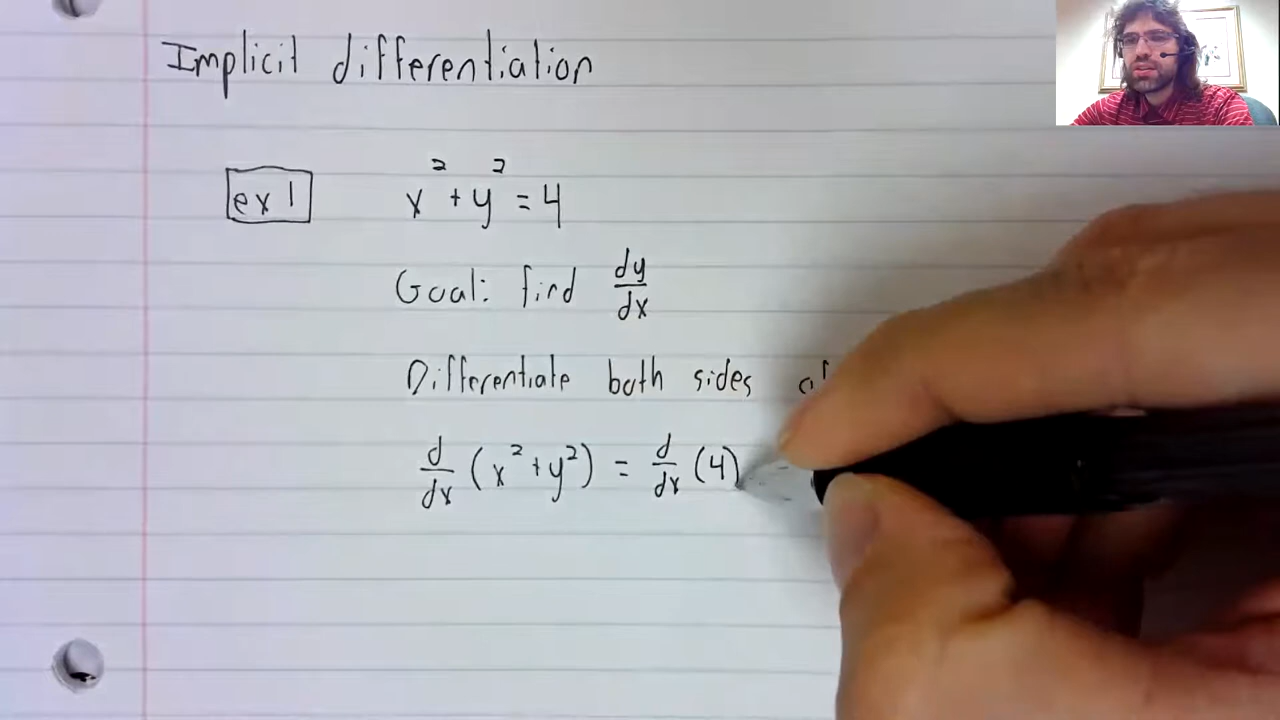 Implicit differentiation
ex 1 x² + y² = 4
Goal: find dy/dx
Differentiate both sides
d/dx (x² + y²) = d/dx (4)